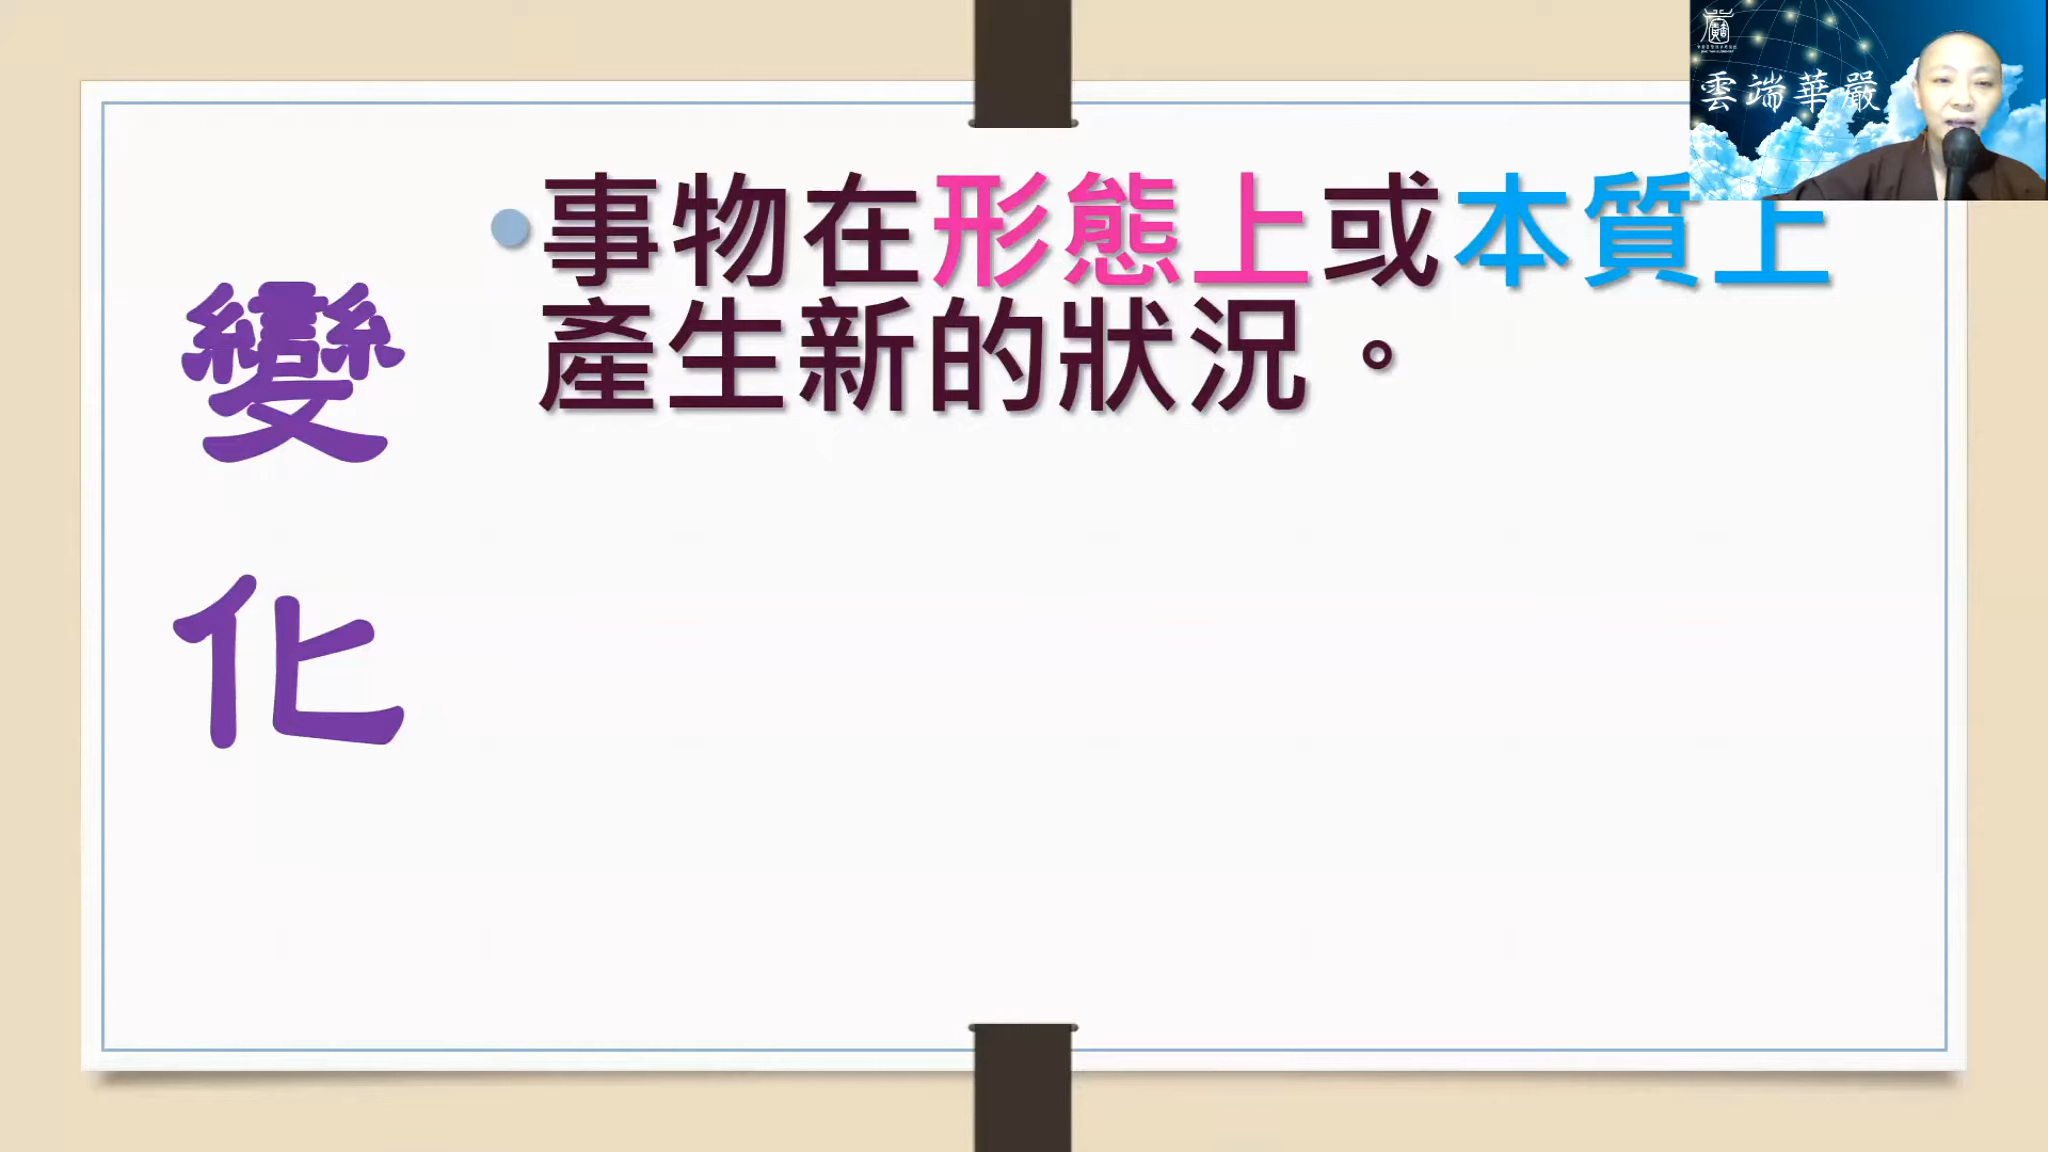 變
化
事物在形態上或本質上
產生新的狀況。
雲端華嚴